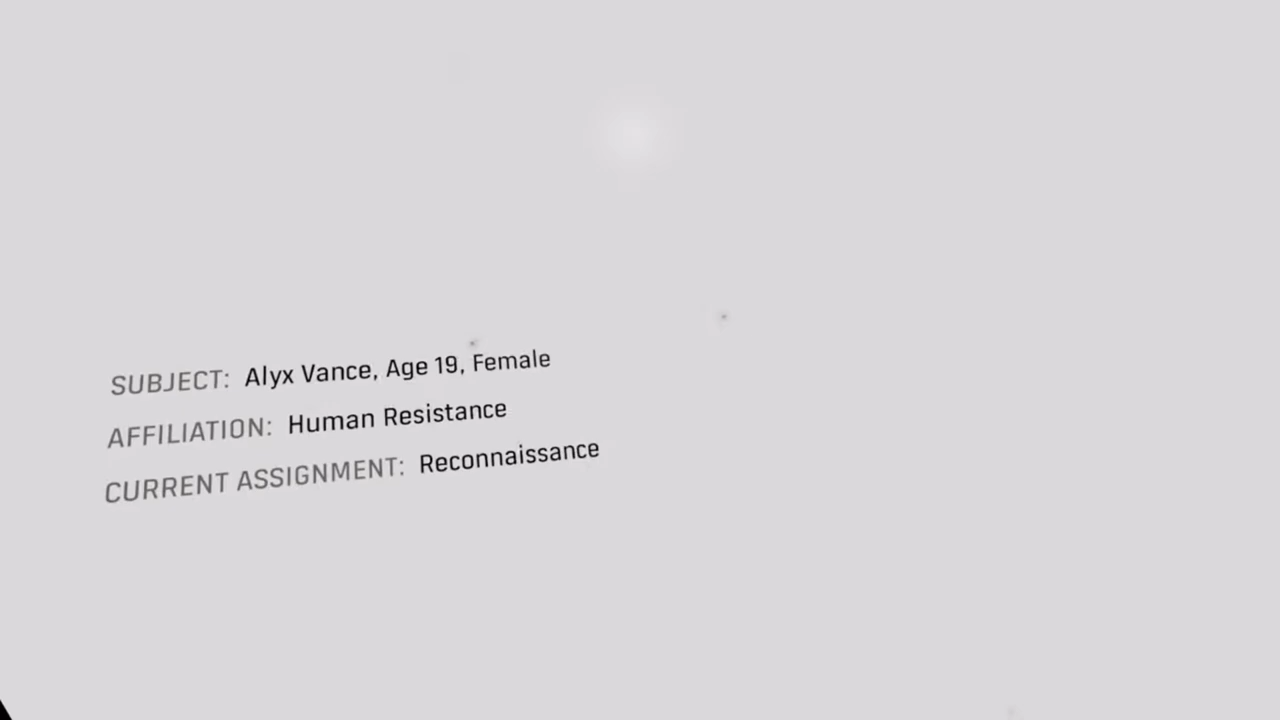 SUBJECT: Alyx Vance, Age 19, Female
AFFILIATION: Human Resistance
CURRENT ASSIGNMENT: Reconnaissance